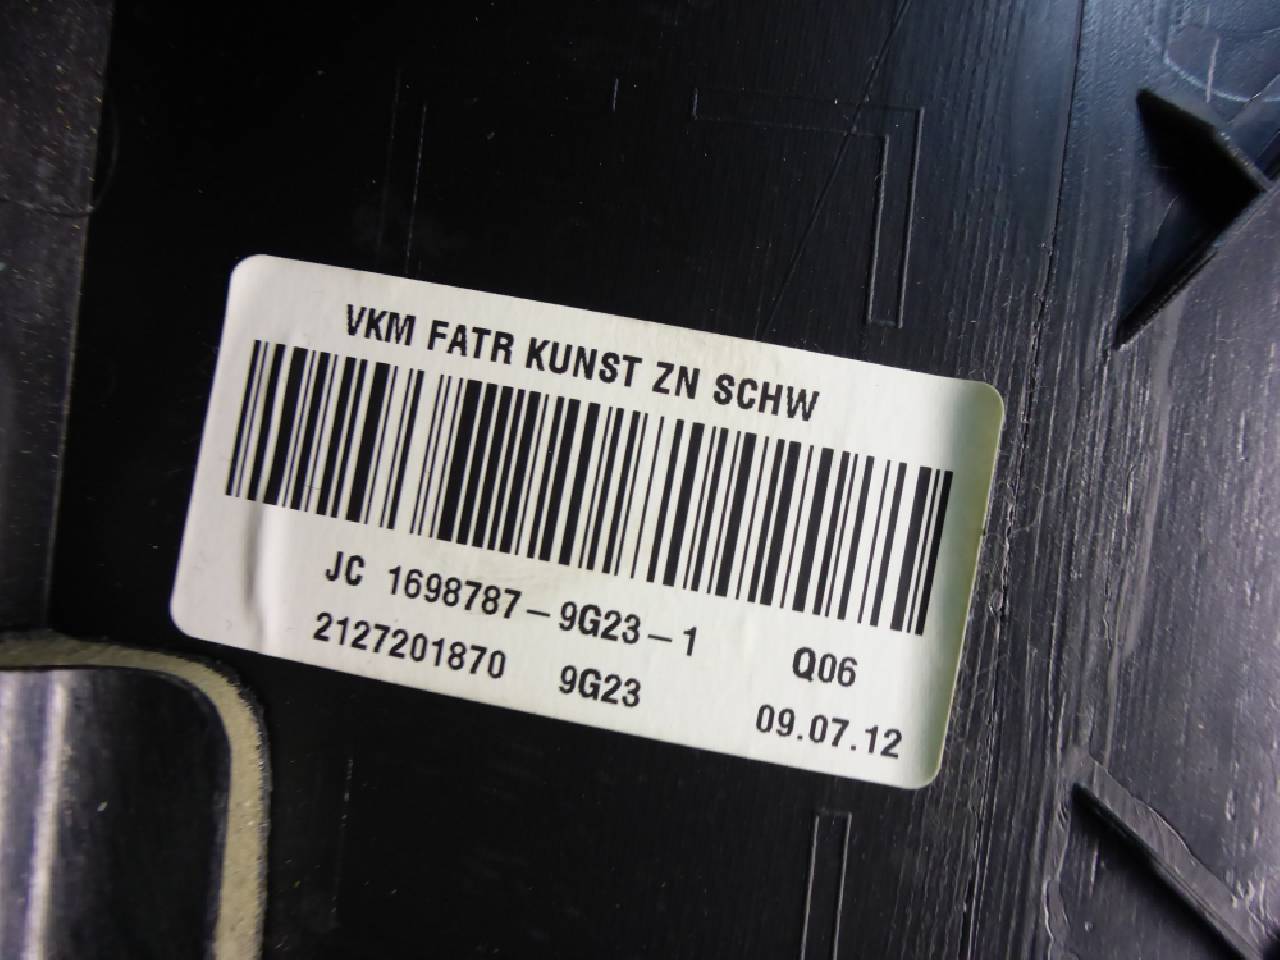 VKM FATR KUNST ZN SCHW
JC 1698787-9G23-1 Q06
2127201870 9G23 09.07.12